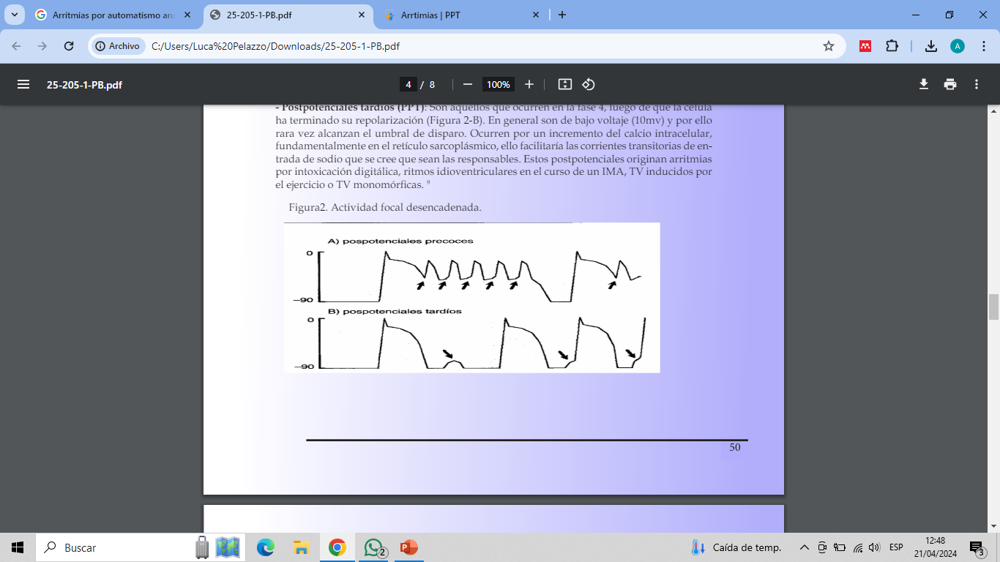 Arritmias por automatismo an
25-205-1-PB.pdf
Arrtimias | PPT
Archivo
C:/Users/Luca%20Pelazzo/Downloads/25-205-1-PB.pdf
A
25-205-1-PB.pdf
4 / 8
100%
- Postpotenciales tardíos (PPT): Son aquellos que ocurren en la fase 4, luego de que la célula
ha terminado su repolarización (Figura 2-B). En general son de bajo voltaje (10mv) y por ello
rara vez alcanzan el umbral de disparo. Ocurren por un incremento del calcio intracelular,
fundamentalmente en el retículo sarcoplásmico, ello facilitaría las corrientes transitorias de en-
trada de sodio que se cree que sean las responsables. Estos postpotenciales originan arritmias
por intoxicación digitálica, ritmos idioventriculares en el curso de un IMA, TV inducidos por
el ejercicio o TV monomórficas. 9
Figura2. Actividad focal desencadenada.
A) pospotenciales precoces
0
−90
B) pospotenciales tardíos
0
−90
50
Buscar
2
Caída de temp.
ESP
12:48
21/04/2024
3